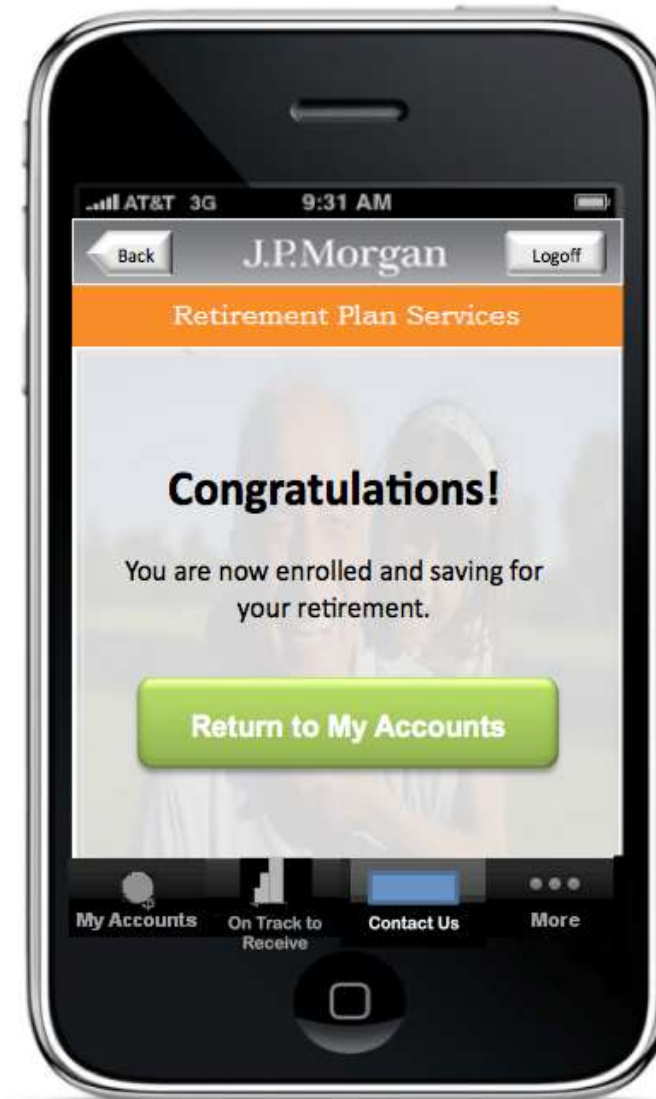 AT&T 3G 9:31 AM
Back J.P.Morgan Logoff
Retirement Plan Services
Congratulations!
You are now enrolled and saving for
your retirement.
Return to My Accounts
My Accounts On Track to Contact Us More
Receive